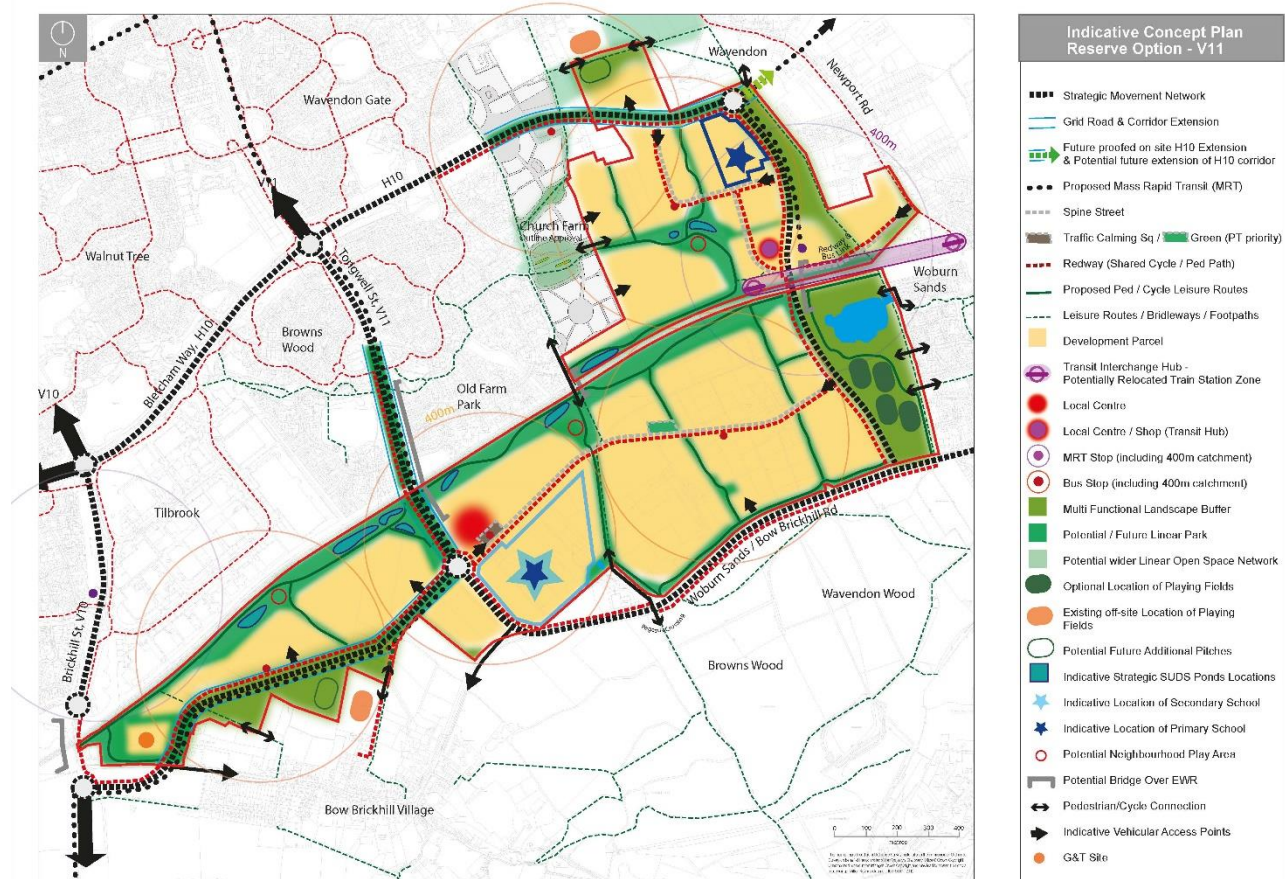 Indicative Concept Plan
Reserve Option - V11
Strategic Movement Network
Grid Road & Corridor Extension
Future proofed on site H10 Extension
& Potential future extension of H10 corridor
Proposed Mass Rapid Transit (MRT)
Spine Street
Traffic Calming Sq / Green (PT priority)
Redway (Shared Cycle / Ped Path)
Proposed Ped / Cycle Leisure Routes
Leisure Routes / Bridleways / Footpaths
Development Parcel
Transit Interchange Hub -
Potentially Relocated Train Station Zone
Local Centre
Local Centre / Shop (Transit Hub)
MRT Stop (including 400m catchment)
Bus Stop (including 400m catchment)
Multi Functional Landscape Buffer
Potential / Future Linear Park
Potential wider Linear Open Space Network
Optional Location of Playing Fields
Existing off-site Location of Playing
Fields
Potential Future Additional Pitches
Indicative Strategic SUDS Ponds Locations
Indicative Location of Secondary School
Indicative Location of Primary School
Potential Neighbourhood Play Area
Potential Bridge Over EWR
Pedestrian/Cycle Connection
Indicative Vehicular Access Points
G&T Site
N
Wavendon
Newport Rd
400m
Wavendon Gate
V11
H10
Walnut Tree
Church Farm
Outline Approval
Redway &
Bus Link
Woburn
Sands
Tongwell St, V11
Browns
Wood
Bletcham Way, H10
V10
Old Farm
Park
400m
Tilbrook
Brickhill St, V10
Woburn Sands / Bow Brickhill Rd
Wavendon Wood
Browns Wood
Bow Brickhill Village
0 100 200 300 400
metres